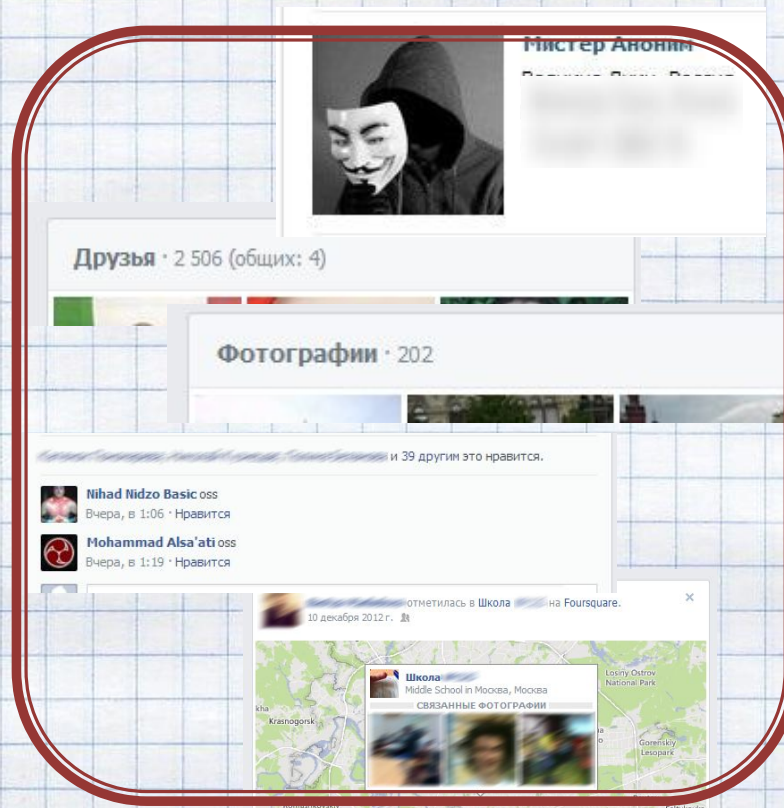 Мистер Аноним
Друзья · 2 506 (общих: 4)
Фотографии · 202
и 39 другим это нравится.
Nihad Nidzo Basic oss
Вчера, в 1:06 · Нравится
Mohammad Alsa'ati oss
Вчера, в 1:19 · Нравится
отметилась в Школа на Foursquare.
10 декабря 2012 г.
Школа
Middle School in Москва, Москва
СВЯЗАННЫЕ ФОТОГРАФИИ
Losiny Ostrov
National Park
kha
Krasnogorsk
Gorenskiy
Lesopark